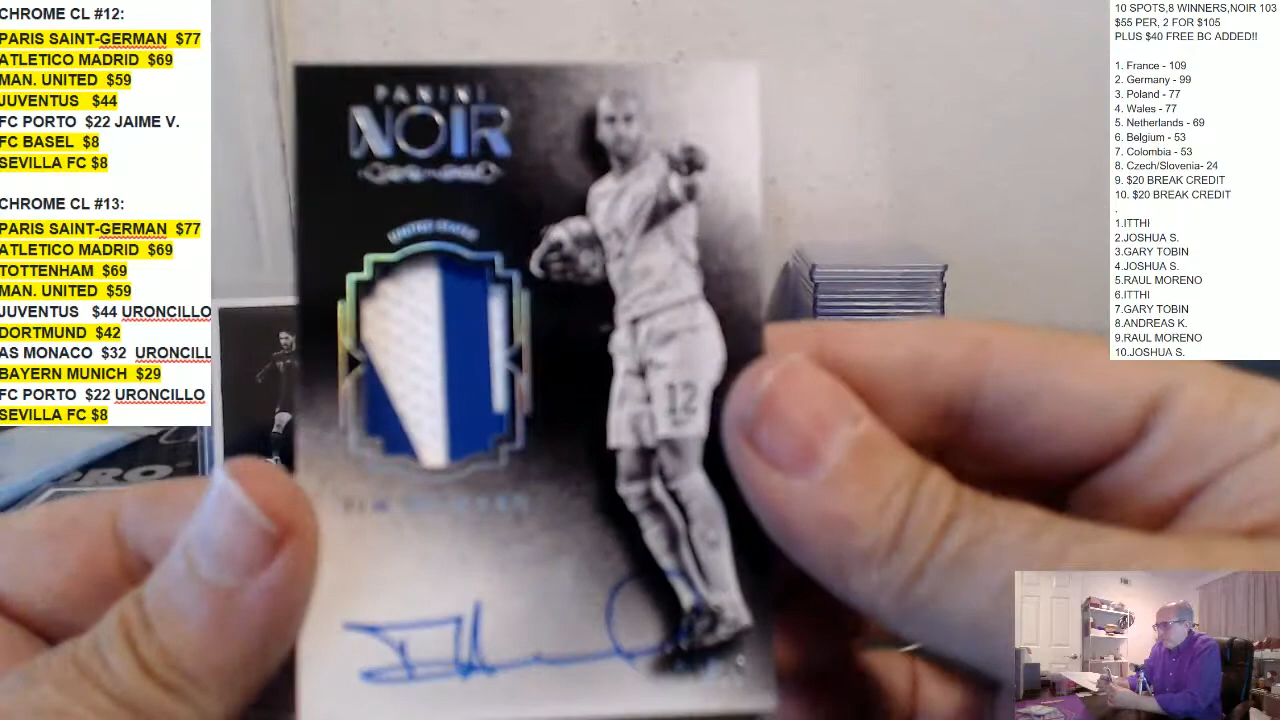 CHROME CL #12:
PARIS SAINT-GERMAN $77
ATLETICO MADRID $69
MAN. UNITED $59
JUVENTUS $44
FC PORTO $22 JAIME V.
FC BASEL $8
SEVILLA FC $8
CHROME CL #13:
PARIS SAINT-GERMAN $77
ATLETICO MADRID $69
TOTTENHAM $69
MAN. UNITED $59
JUVENTUS $44 URONCILLO
DORTMUND $42
AS MONACO $32 URONCILL
BAYERN MUNICH $29
FC PORTO $22 URONCILLO
SEVILLA FC $8
PANINI
NOIR
UNITED STATES
12
PRO
10 SPOTS,8 WINNERS,NOIR 103
$55 PER, 2 FOR $105
PLUS $40 FREE BC ADDED!!
1. France - 109
2. Germany - 99
3. Poland - 77
4. Wales - 77
5. Netherlands - 69
6. Belgium - 53
7. Colombia - 53
8. Czech/Slovenia- 24
9. $20 BREAK CREDIT
10. $20 BREAK CREDIT
.
1.ITTHI
2.JOSHUA S.
3.GARY TOBIN
4.JOSHUA S.
5.RAUL MORENO
6.ITTHI
7.GARY TOBIN
8.ANDREAS K.
9.RAUL MORENO
10.JOSHUA S.